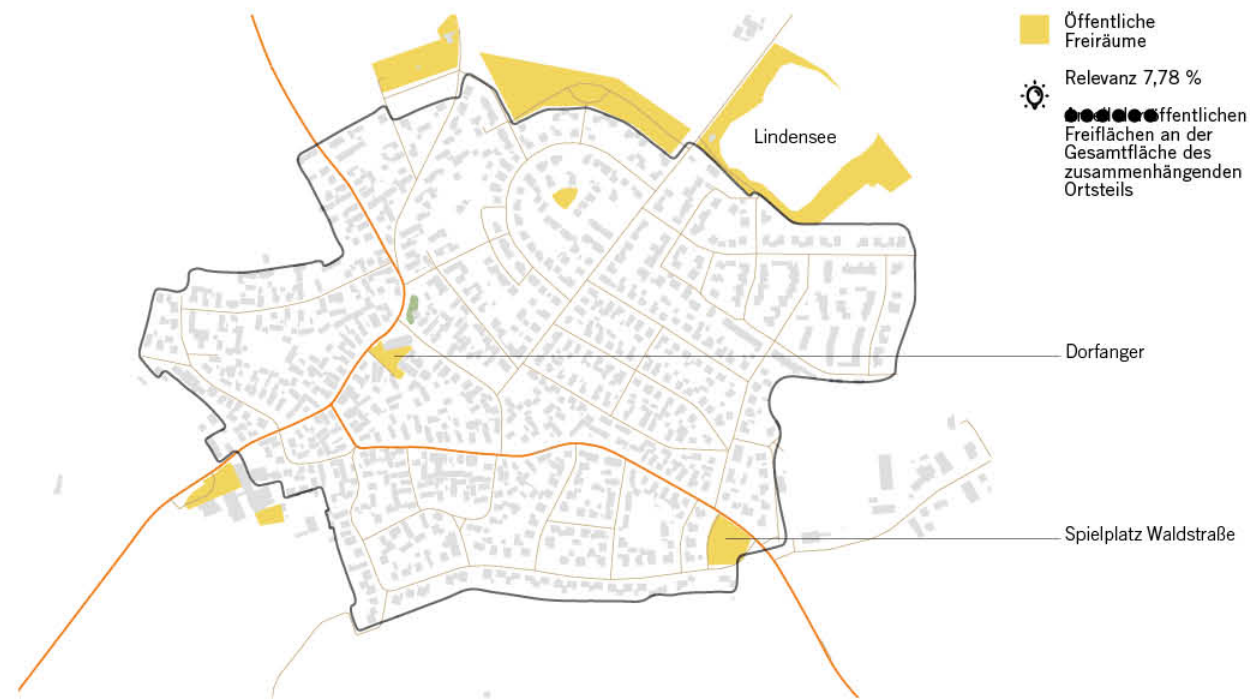 Öffentliche
Freiräume
Relevanz 7,78 %
öffentlichen
Freiflächen an der
Gesamtfläche des
zusammenhängenden
Ortsteils
Lindensee
Dorfanger
Spielplatz Waldstraße